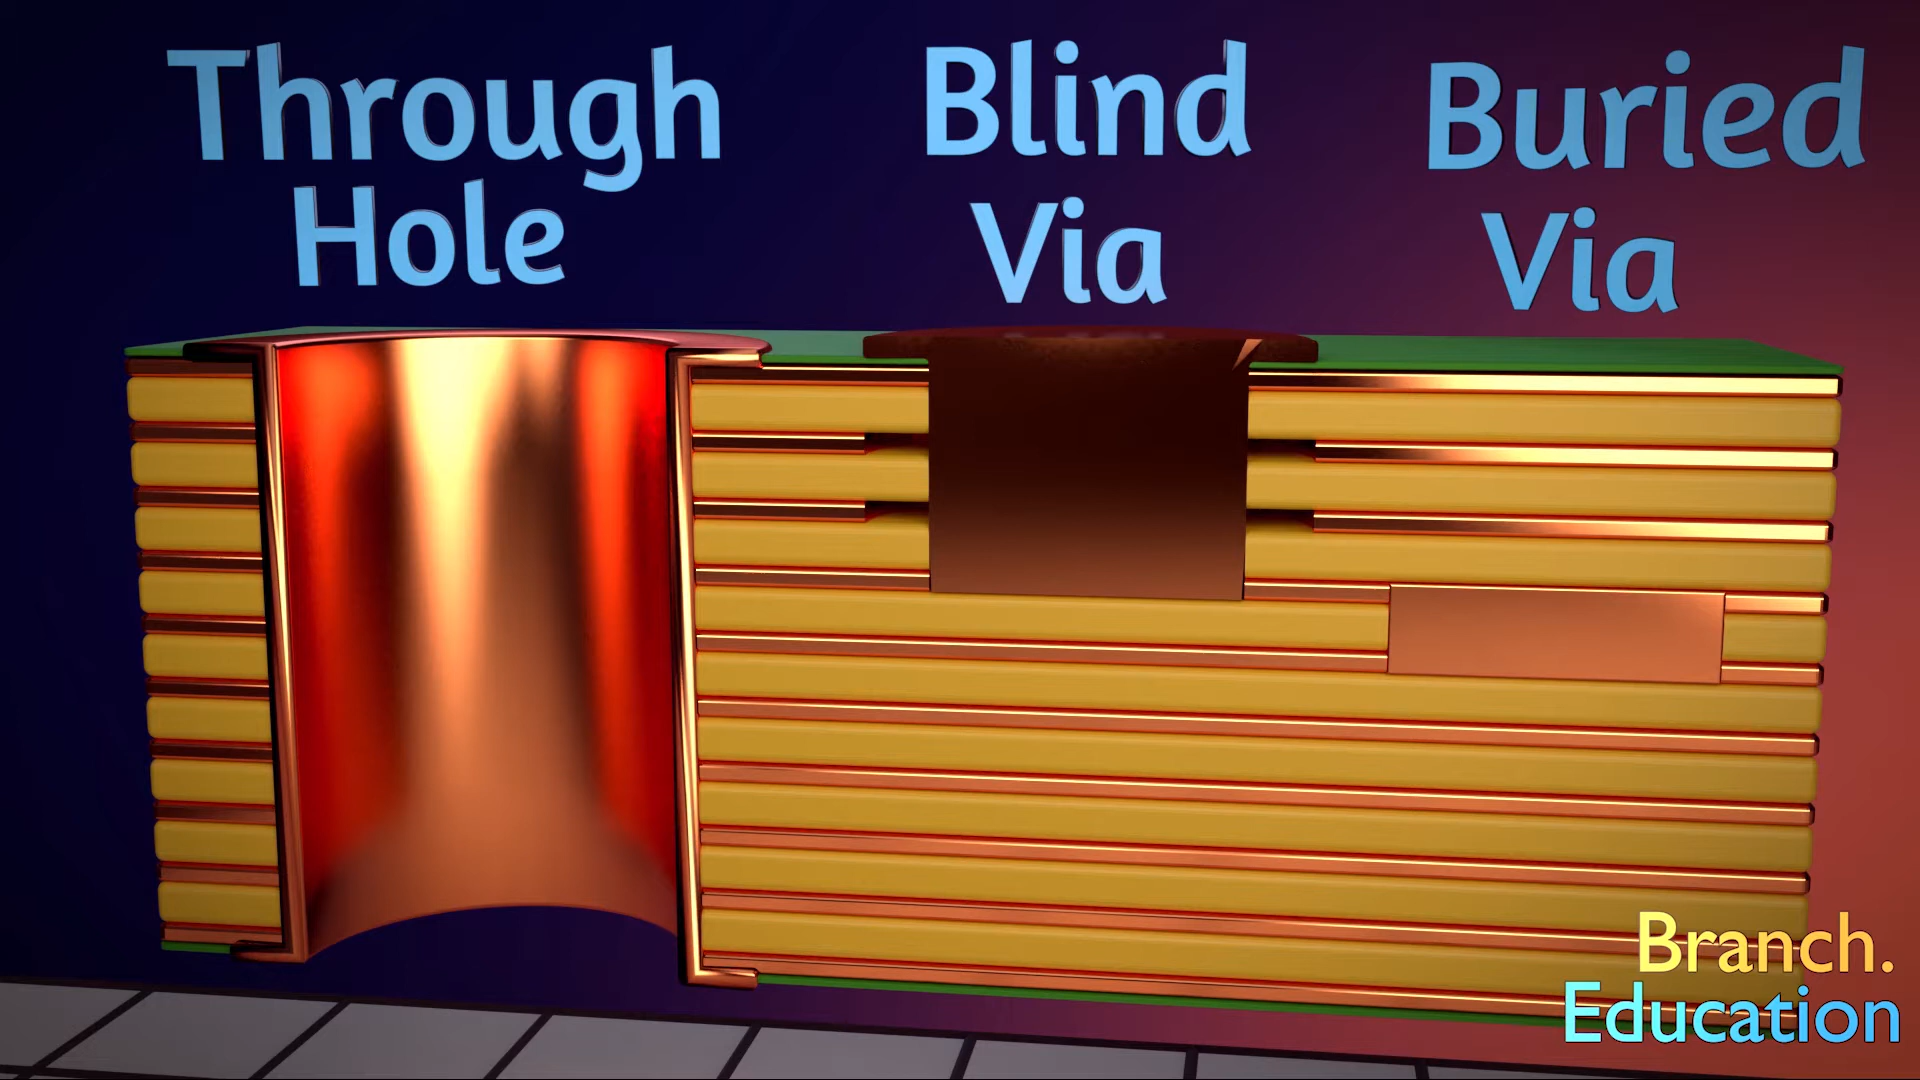 Through
Hole
Blind
Via
Buried
Via
Branch.
Education